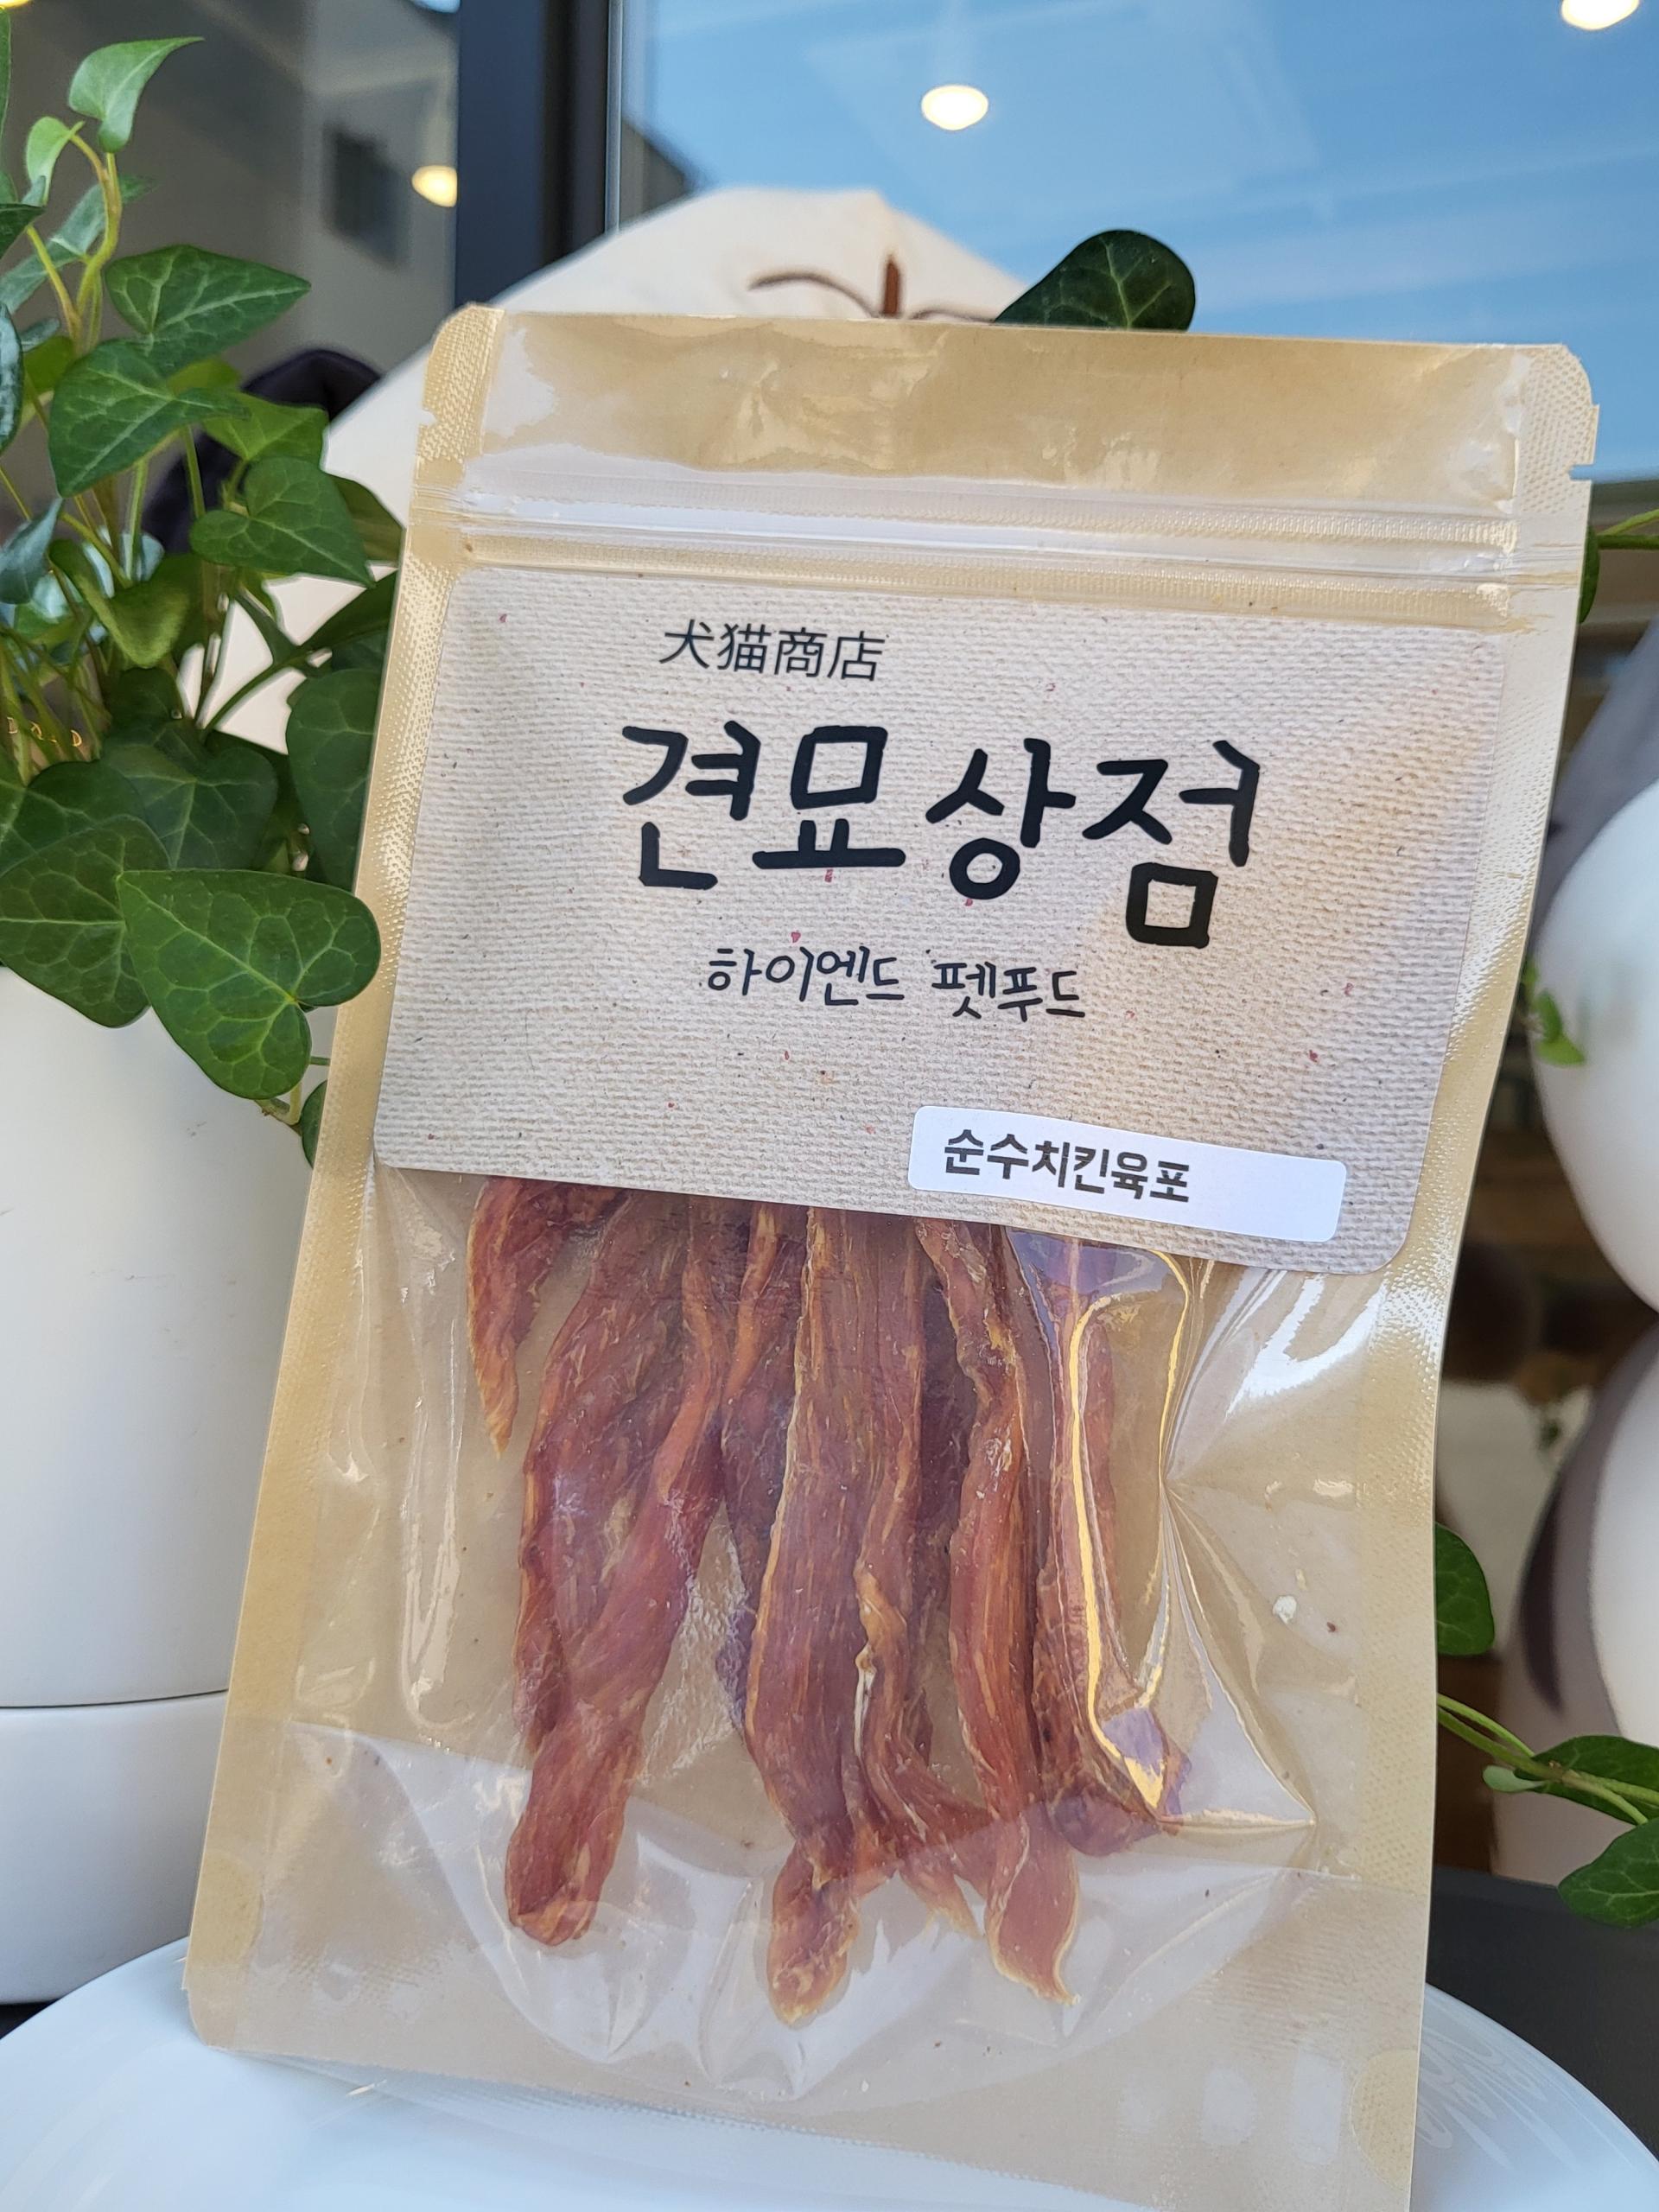 犬猫商店
견묘상점
하이엔드 펫푸드
순수치킨육포